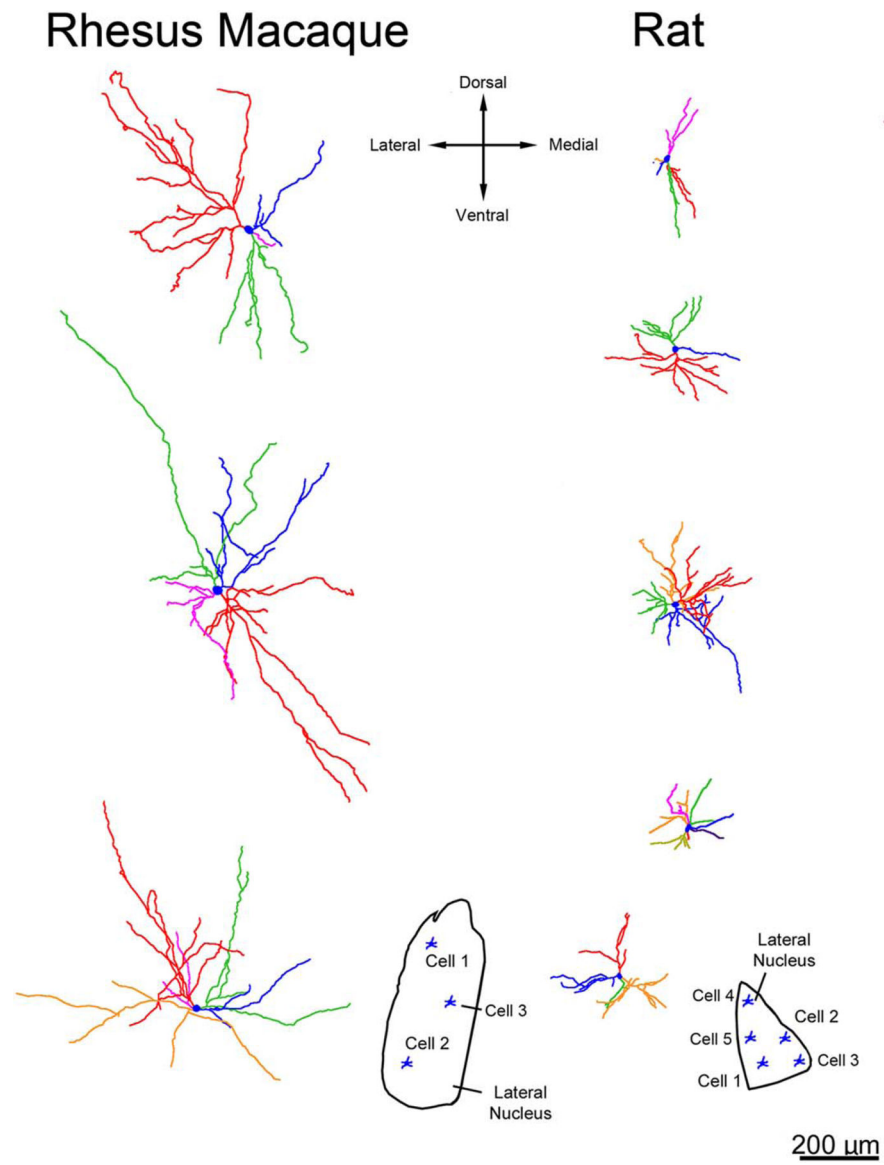 Rhesus Macaque
Rat
Dorsal
Lateral
Medial
Ventral
Cell 1
Cell 3
Cell 2
Lateral
Nucleus
Lateral
Nucleus
Cell 4
Cell 2
Cell 5
Cell 3
Cell 1
200 µm